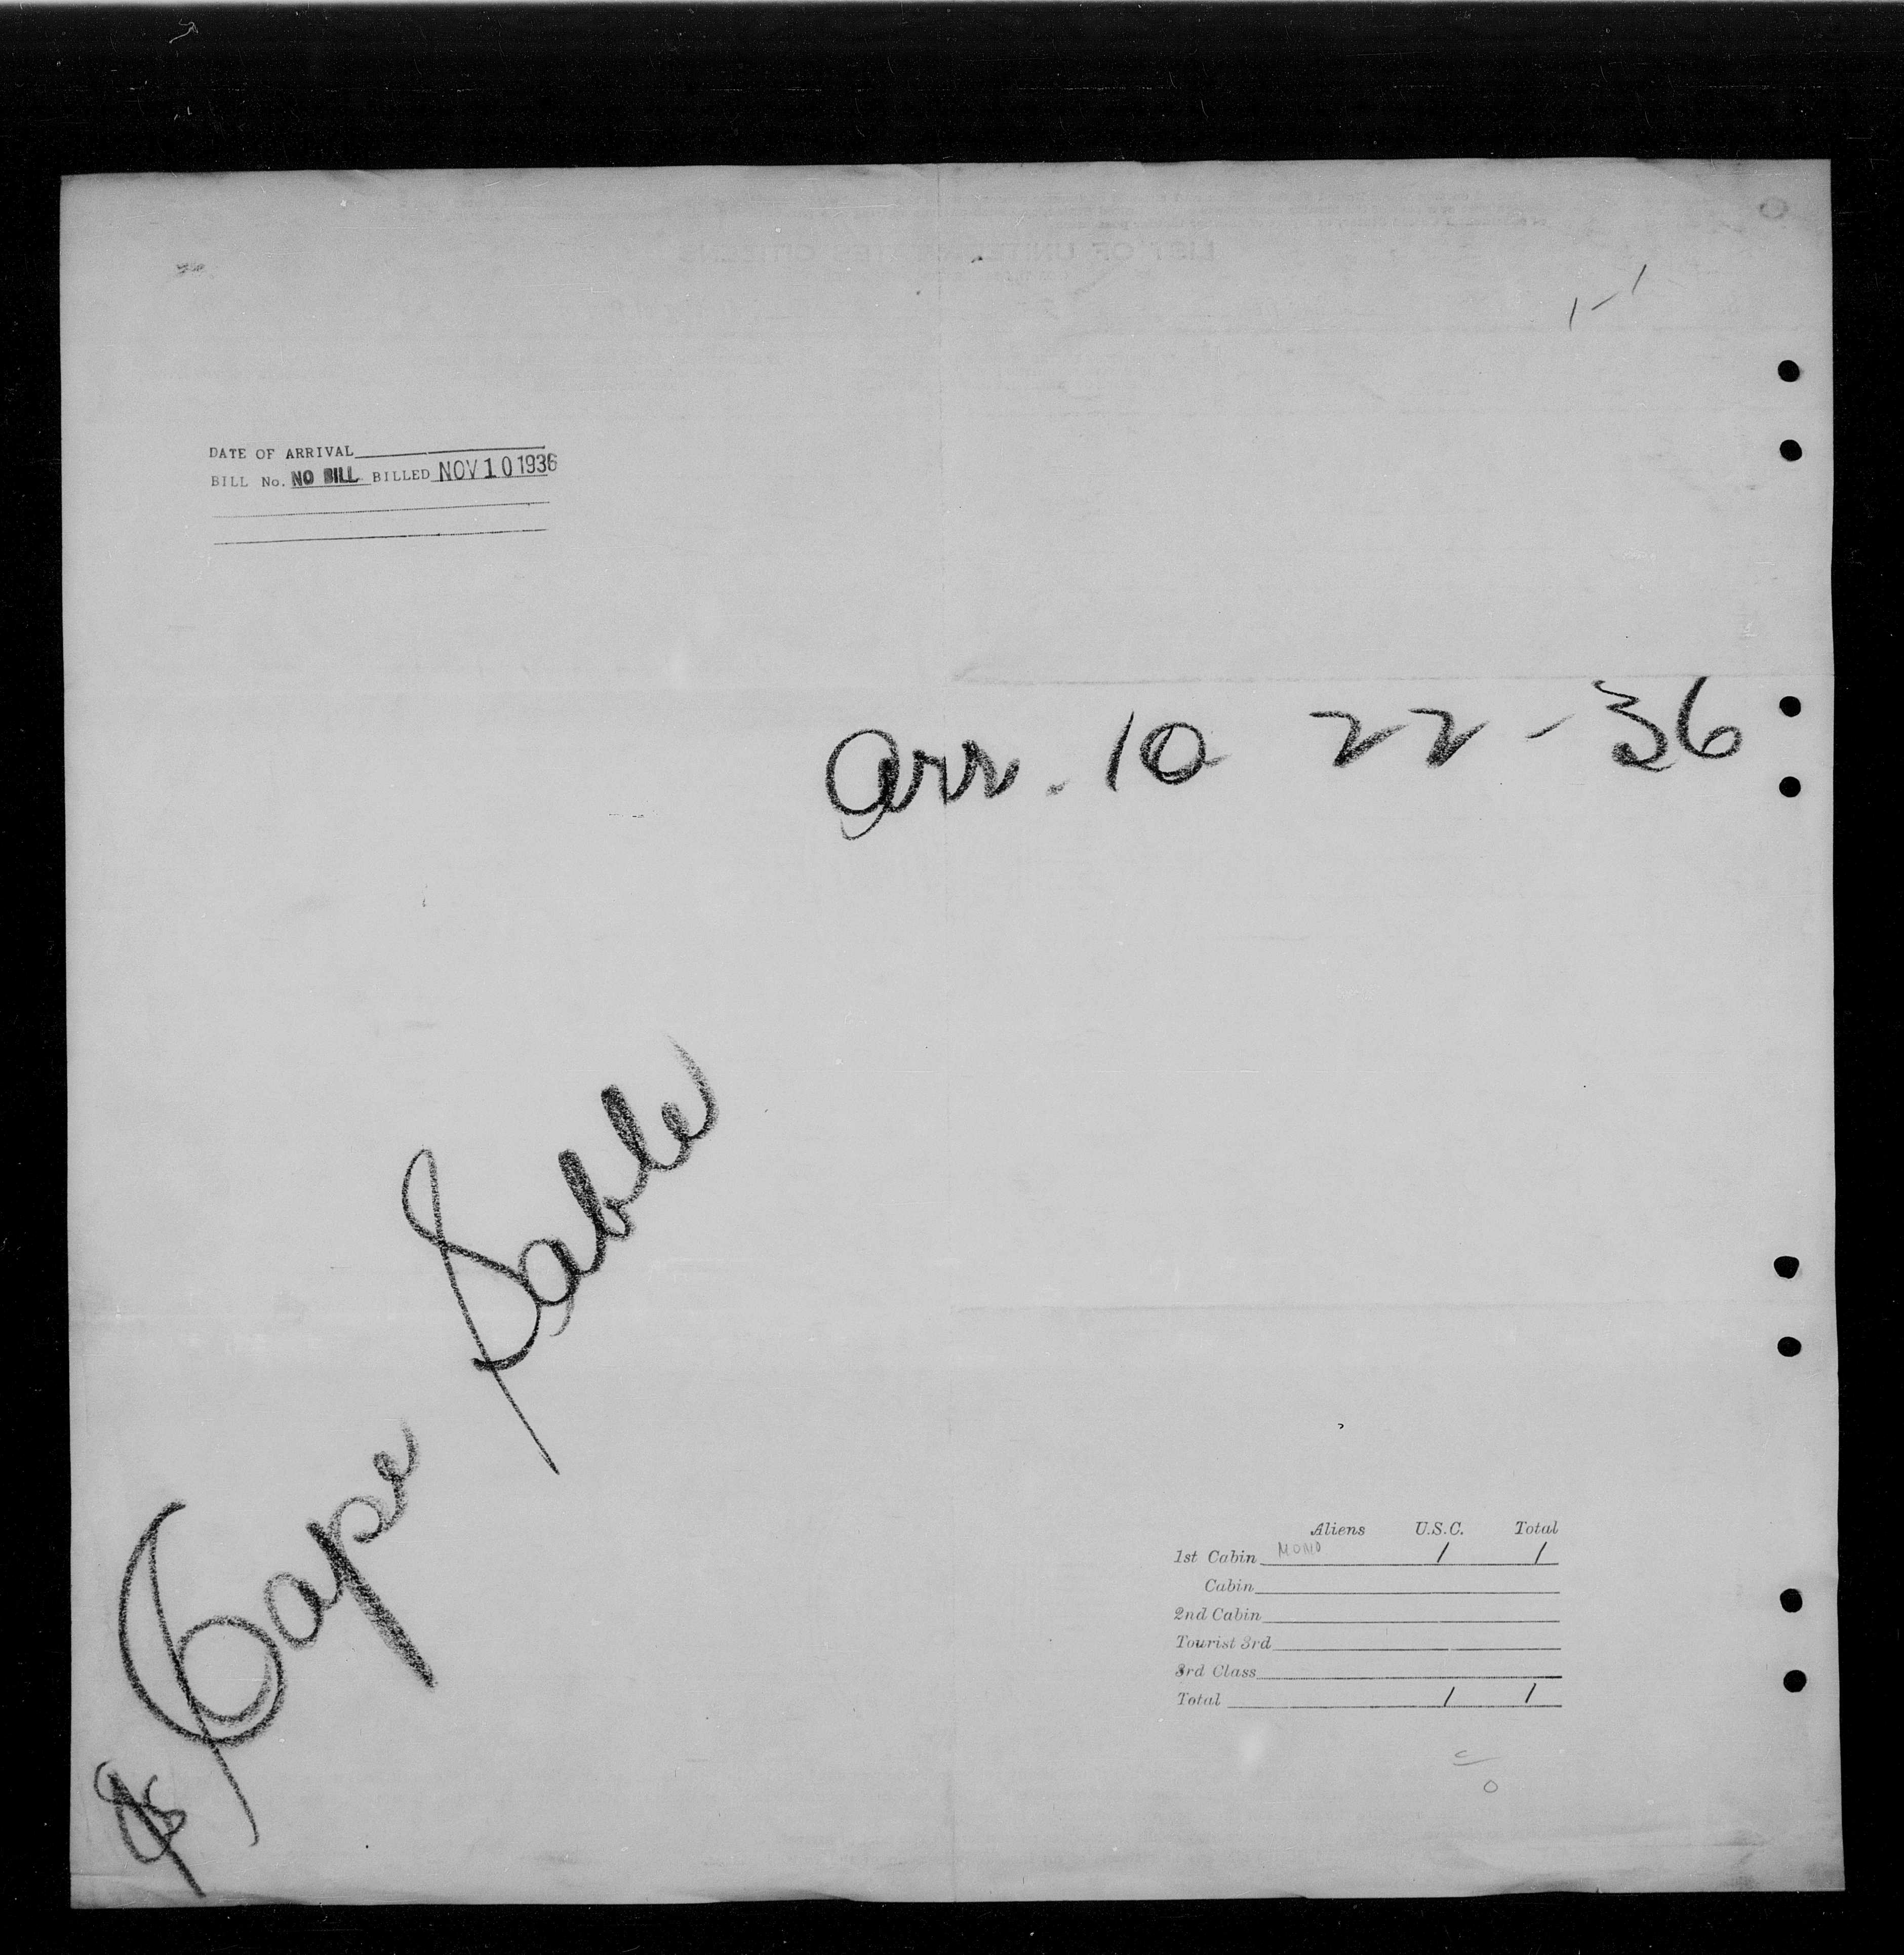 1-1
DATE OF ARRIVAL
BILL No. NO BILL BILLED NOV 10 1936
Arr. 10 22-36
SS Cape Sable
Aliens U.S.C. Total
1st Cabin 1 1
Cabin
2nd Cabin
Tourist 3rd
3rd Class
Total 1 1